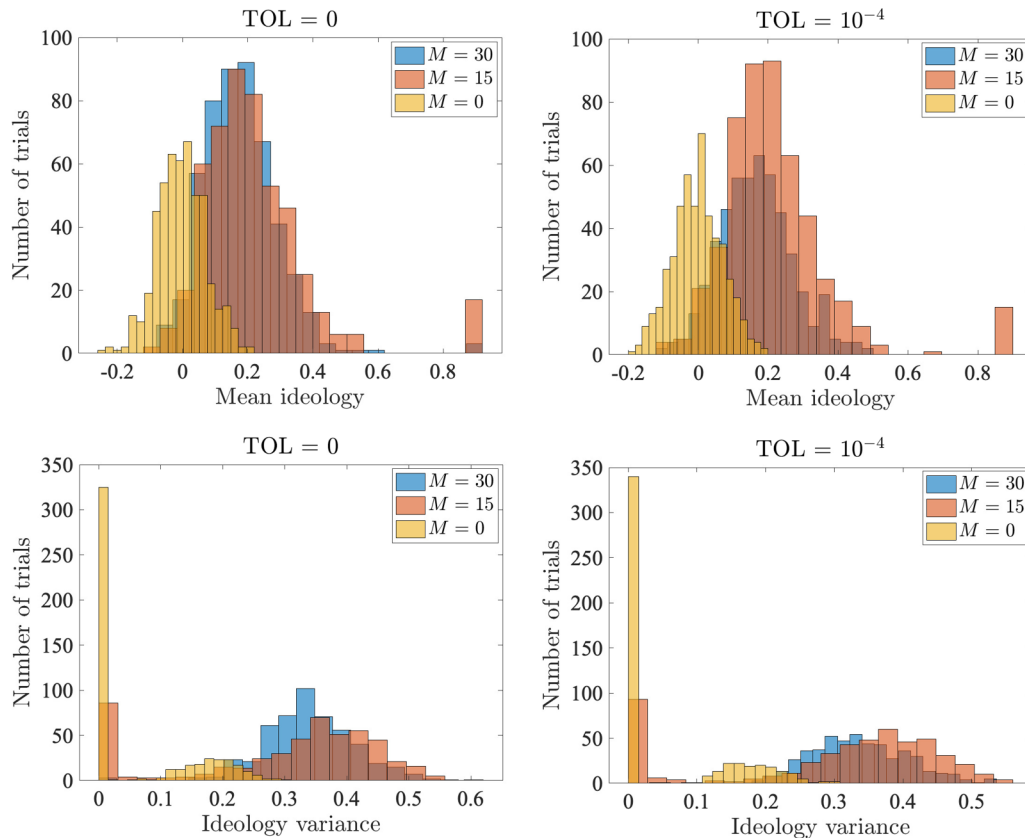 TOL = 0
100
80
60
40
20
0
Number of trials
-0.2 0 0.2 0.4 0.6 0.8
Mean ideology
M = 30
M = 15
M = 0
TOL = 10⁻⁴
100
80
60
40
20
0
Number of trials
-0.2 0 0.2 0.4 0.6 0.8
Mean ideology
M = 30
M = 15
M = 0
TOL = 0
350
300
250
200
150
100
50
0
Number of trials
0 0.1 0.2 0.3 0.4 0.5 0.6
Ideology variance
M = 30
M = 15
M = 0
TOL = 10⁻⁴
350
300
250
200
150
100
50
0
Number of trials
0 0.1 0.2 0.3 0.4 0.5
Ideology variance
M = 30
M = 15
M = 0